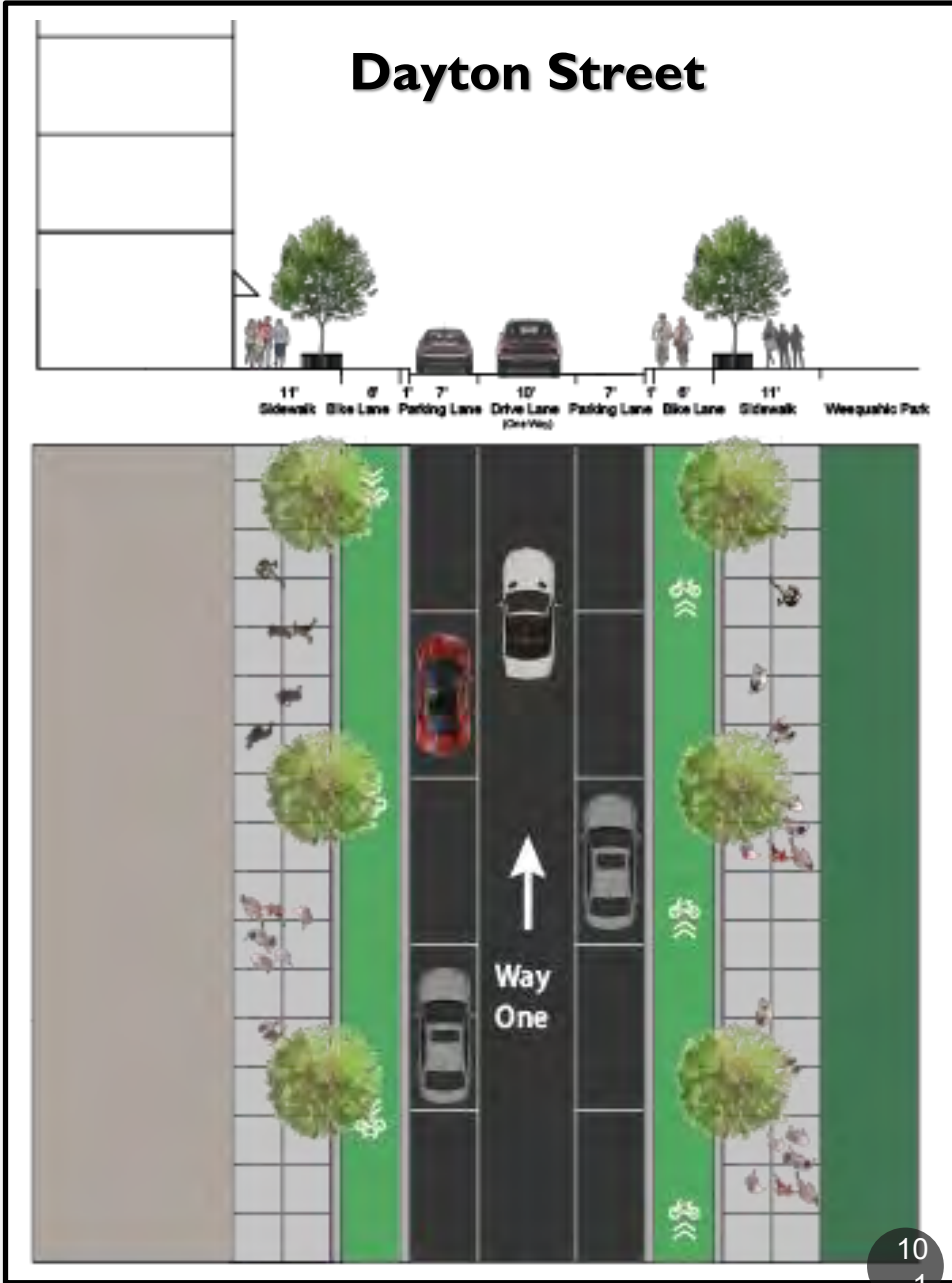 Dayton Street
11' 6' 1' 7' 10' 7' 1' 6' 11'
Sidewalk Bike Lane Parking Lane Drive Lane Parking Lane Bike Lane Sidewalk Weequahic Park
(One Way)
Way
One
10
1